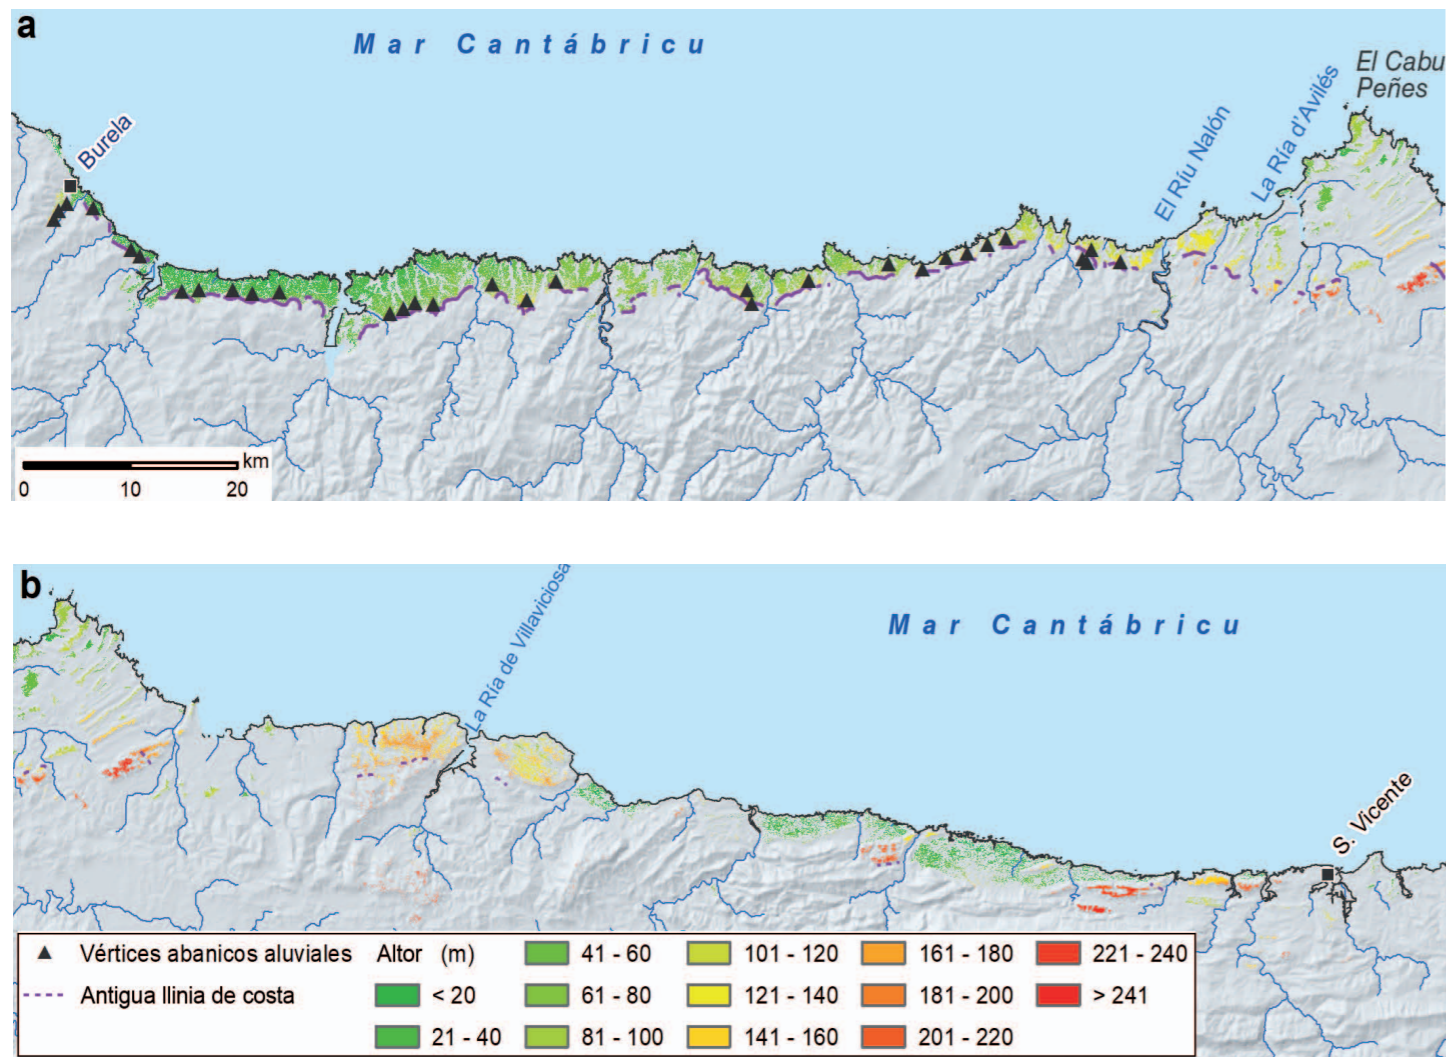 a
Mar Cantábricu
El Cabu
Peñes
Burela
El Ríu Nalón
La Ría d'Avilés
km
0 10 20
b
La Ría de Villaviciosa
Mar Cantábricu
S. Vicente
Vértices abanicos aluviales
Antigua llinia de costa
Altor (m)
< 20
21 - 40
41 - 60
61 - 80
81 - 100
101 - 120
121 - 140
141 - 160
161 - 180
181 - 200
201 - 220
221 - 240
> 241